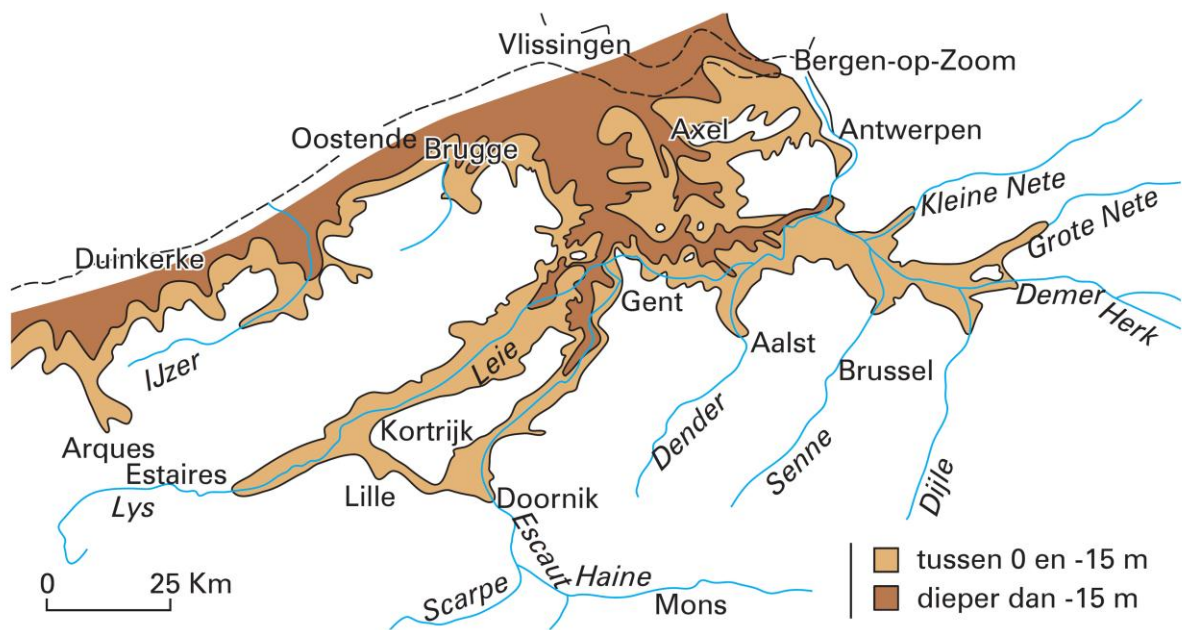 Vlissingen
Bergen-op-Zoom
Oostende
Brugge
Axel
Antwerpen
Kleine Nete
Grote Nete
Duinkerke
Gent
Demer
Herk
IJzer
Leie
Aalst
Brussel
Arques
Kortrijk
Dender
Senne
Dijle
Estaires
Lys
Lille
Doornik
Escaut
Scarpe
Haine
Mons
0 25 Km
tussen 0 en -15 m
dieper dan -15 m